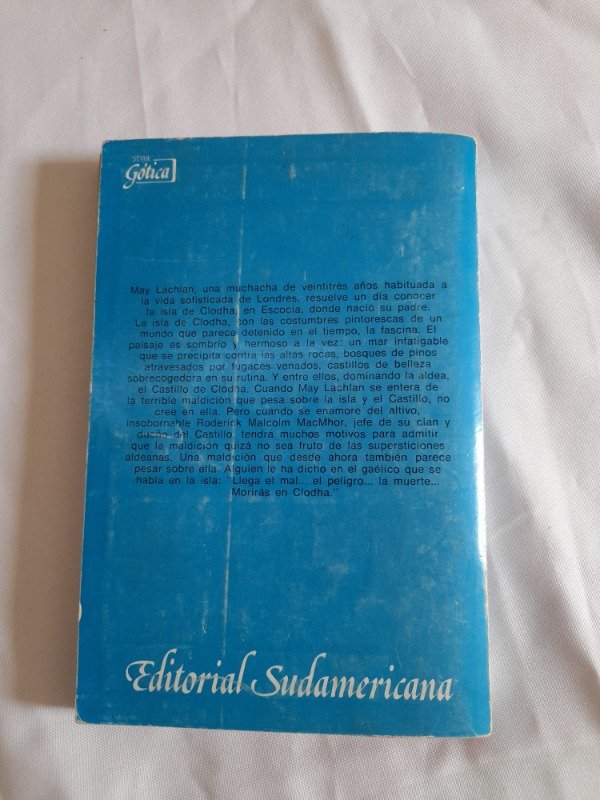 SERIE
Gótica
May Lachlan, una muchacha de veintitrés años habituada a
la vida sofisticada de Londres, resuelve un día conocer
la isla de Clodha, en Escocia, donde nació su padre.
La isla de Clodha, con las costumbres pintorescas de un
mundo que parece detenido en el tiempo, la fascina. El
paisaje es sombrío y hermoso a la vez: un mar infatigable
que se precipita contra las altas rocas, bosques de pinos
atravesados por fugaces venados, castillos de belleza
sobrecogedora en su rutina. Y entre ellos, dominando la aldea,
el Castillo de Clodha. Cuando May Lachlan se entera de
la terrible maldición que pesa sobre la isla y el Castillo, no
cree en ella. Pero cuando se enamore del altivo,
insobornable Roderick Malcolm MacMhor, jefe de su clan y
dueño del Castillo, tendrá muchos motivos para admitir
que la maldición quizá no sea fruto de las supersticiones
aldeanas. Una maldición que desde ahora también parece
pesar sobre ella. Alguien le ha dicho en el gaélico que se
habla en la isla: "Llega el mal... el peligro... la muerte...
Morirás en Clodha."
Editorial Sudamericana